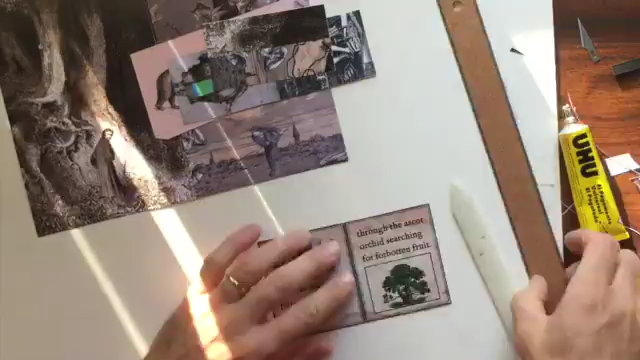 through the ascot
orchid searching
for forbotten fruit.
UHU